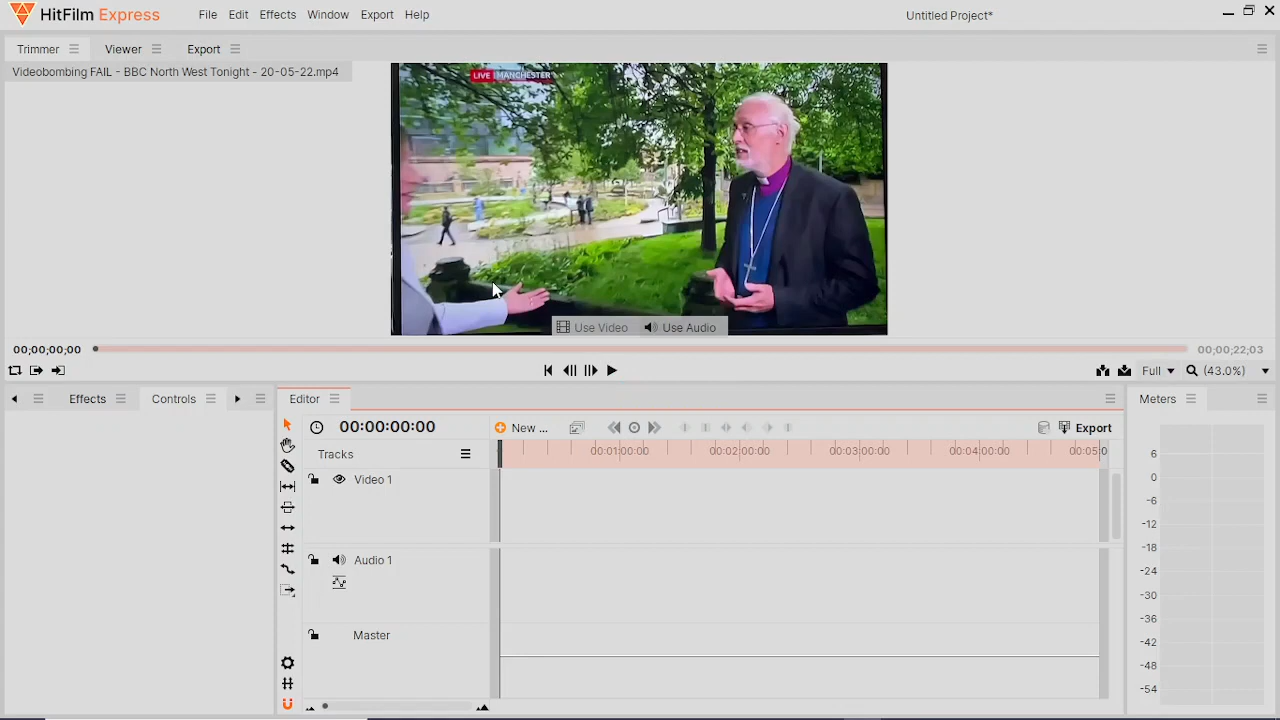 HitFilm Express
File Edit Effects Window Export Help
Untitled Project*
Trimmer Viewer Export
Videobombing FAIL - BBC North West Tonight - 20-05-22.mp4
LIVE MANCHESTER
Use Video Use Audio
00;00;00;00 00;00;22;03
Full (43.0%)
Effects Controls Editor Meters
00:00:00:00 New ... Export
Tracks 00:01:00:00 00:02:00:00 00:03:00:00 00:04:00:00 00:05:0
Video 1
Audio 1
Master
6
0
-6
-12
-18
-24
-30
-36
-42
-48
-54